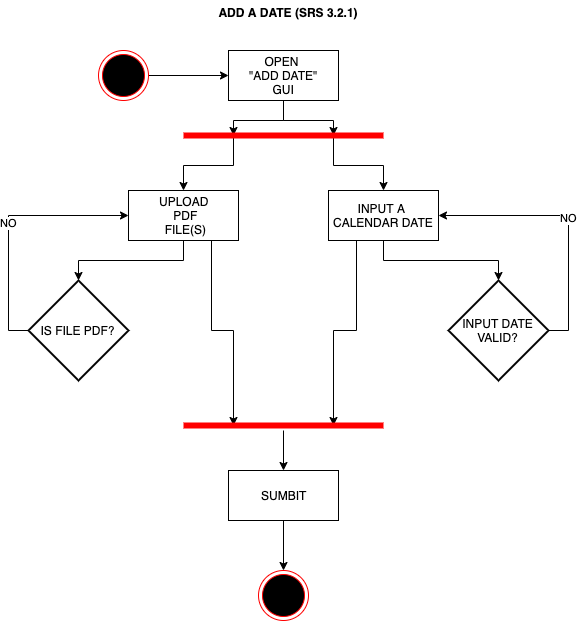 ADD A DATE (SRS 3.2.1)
OPEN
"ADD DATE"
GUI
UPLOAD
PDF
FILE(S)
INPUT A
CALENDAR DATE
NO
NO
IS FILE PDF?
INPUT DATE
VALID?
SUMBIT